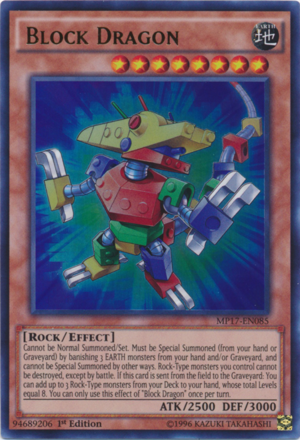 BLOCK DRAGON
EARTH
地
MP17-EN085
[ROCK/EFFECT]
Cannot be Normal Summoned/Set. Must be Special Summoned (from your hand or
Graveyard) by banishing 3 EARTH monsters from your hand and/or Graveyard, and
cannot be Special Summoned by other ways. Rock-Type monsters you control cannot
be destroyed, except by battle. If this card is sent from the field to the Graveyard: You
can add up to 3 Rock-Type monsters from your Deck to your hand, whose total Levels
equal 8. You can only use this effect of "Block Dragon" once per turn.
ATK/2500 DEF/3000
94689206 1st Edition ©1996 KAZUKI TAKAHASHI